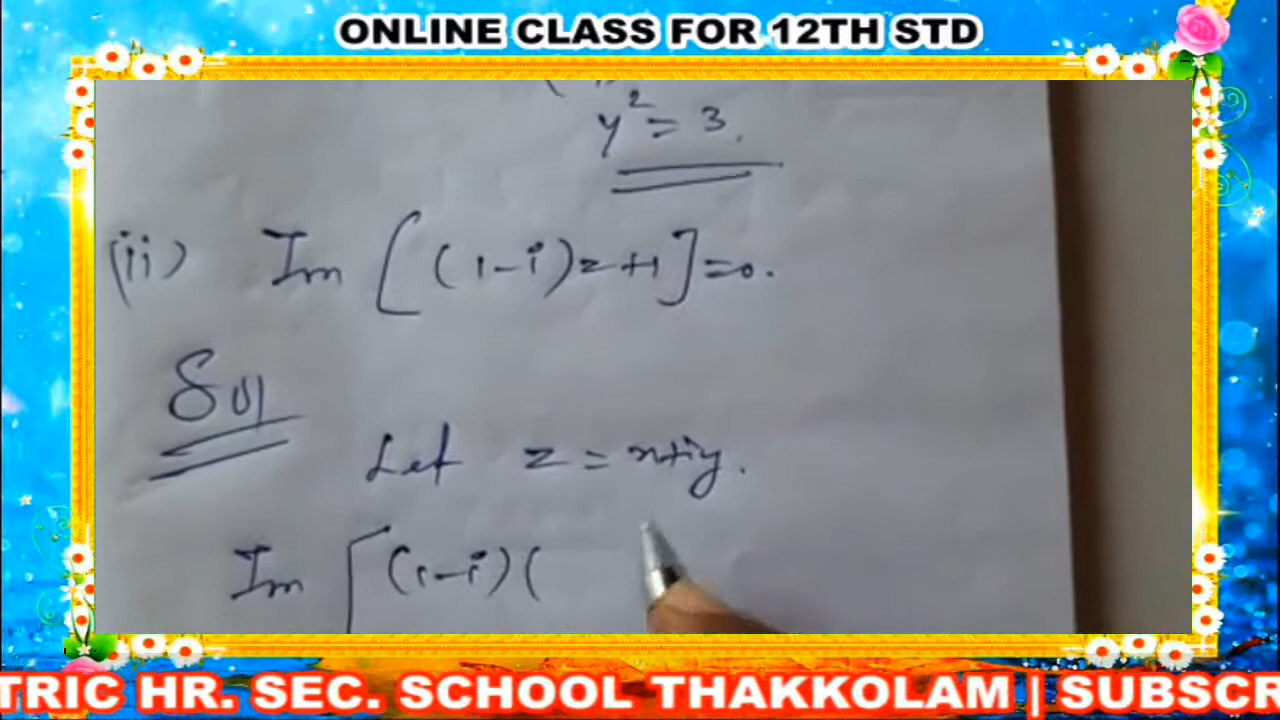 ONLINE CLASS FOR 12TH STD
y² = 3.
(ii) Im [(1-i)z+1]=0.
Sol
Let z = x+iy.
Im [(1-i)(
TRIC HR. SEC. SCHOOL THAKKOLAM | SUBSCR